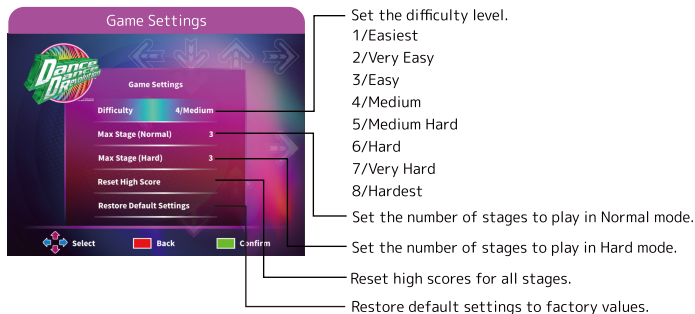 Game Settings
Dance
Dance
Revolution
Game Settings
Difficulty 4/Medium
Max Stage (Normal) 3
Max Stage (Hard) 3
Reset High Score
Restore Default Settings
Select Back Confirm
Set the difficulty level.
1/Easiest
2/Very Easy
3/Easy
4/Medium
5/Medium Hard
6/Hard
7/Very Hard
8/Hardest
Set the number of stages to play in Normal mode.
Set the number of stages to play in Hard mode.
Reset high scores for all stages.
Restore default settings to factory values.